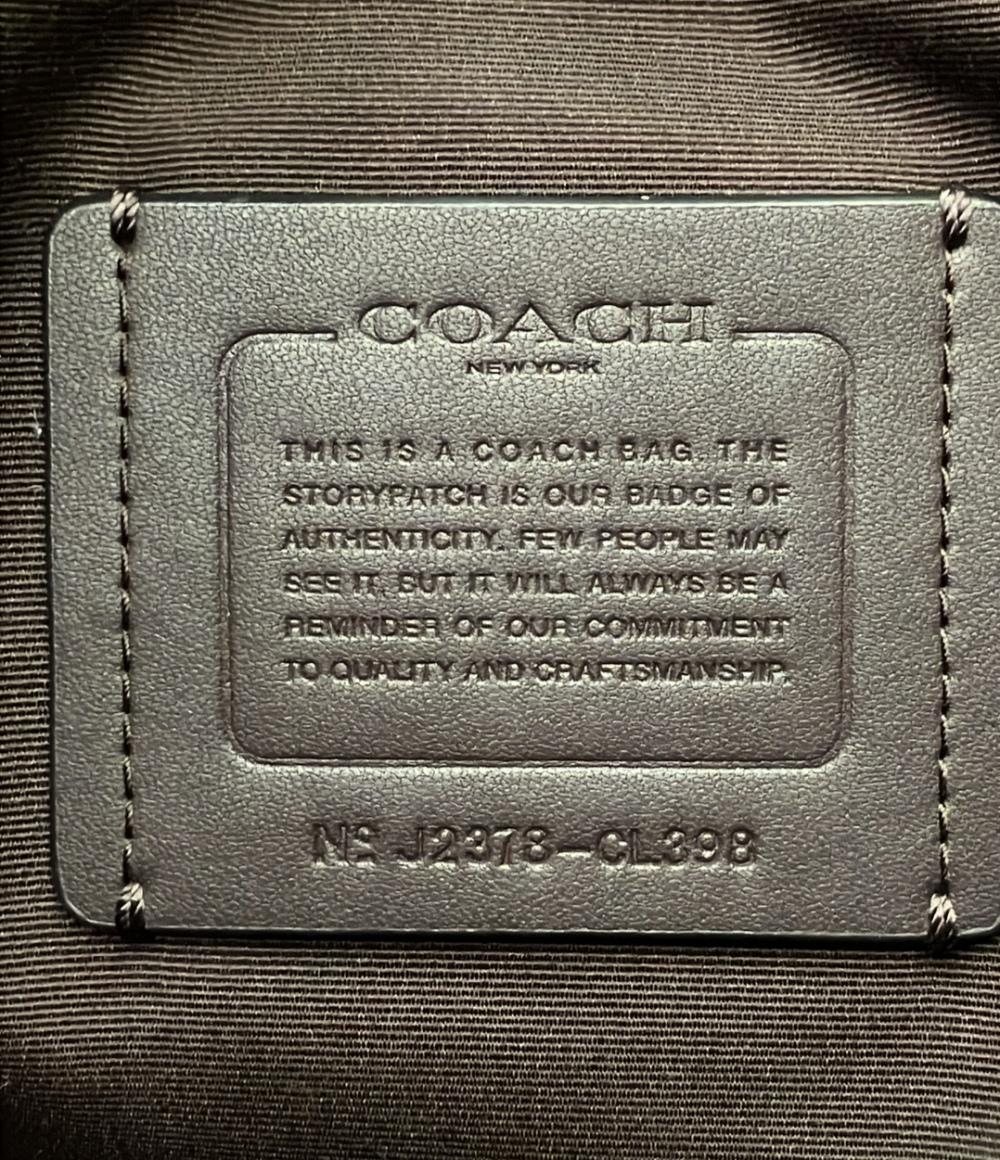 COACH
NEW YORK
THIS IS A COACH BAG. THE
STORYPATCH IS OUR BADGE OF
AUTHENTICITY. FEW PEOPLE MAY
SEE IT, BUT IT WILL ALWAYS BE A
REMINDER OF OUR COMMITMENT
TO QUALITY AND CRAFTSMANSHIP.
Nº J2378-CL398